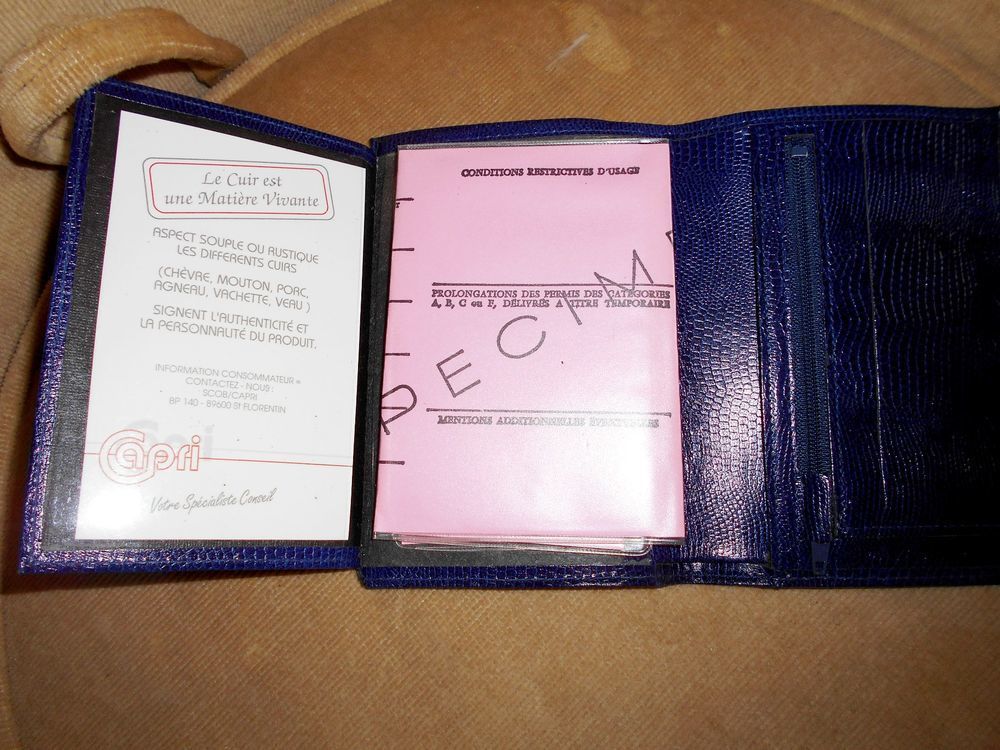 Le Cuir est
une Matière Vivante
ASPECT SOUPLE OU RUSTIQUE
LES DIFFERENTS CUIRS
(CHÈVRE, MOUTON, PORC,
AGNEAU, VACHETTE, VEAU )
SIGNENT L'AUTHENTICITÉ ET
LA PERSONNALITÉ DU PRODUIT.
INFORMATION CONSOMMATEUR =
CONTACTEZ - NOUS :
SCOB/CAPRI
BP 140 - 89600 St FLORENTIN
Capri
Votre Spécialiste Conseil
CONDITIONS RESTRICTIVES D'USAGE
PROLONGATIONS DES PERMIS DES CATÉGORIES
A, B, C ou F, DÉLIVRÉS A TITRE TEMPORAIRE
MENTIONS ADDITIONNELLES ÉVENTUELLES
PECIM